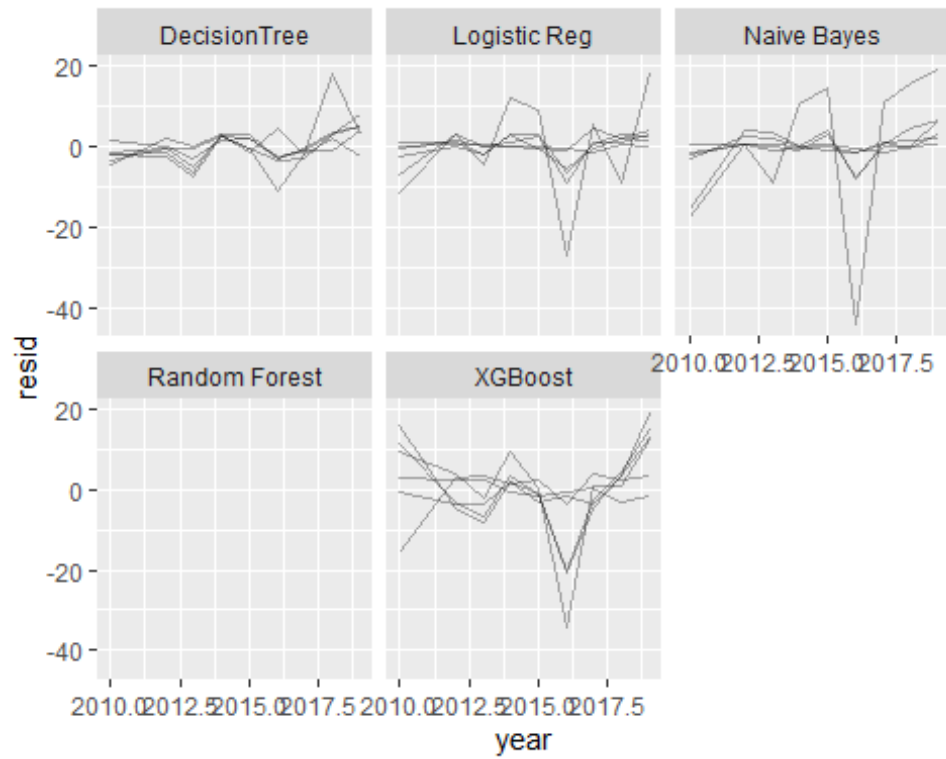 DecisionTree Logistic Reg Naive Bayes
20
0
-20
-40
2010.0 2012.5 2015.0 2017.5
resid
Random Forest XGBoost
20
0
-20
-40
2010.0 2012.5 2015.0 2017.5 2010.0 2012.5 2015.0 2017.5
year